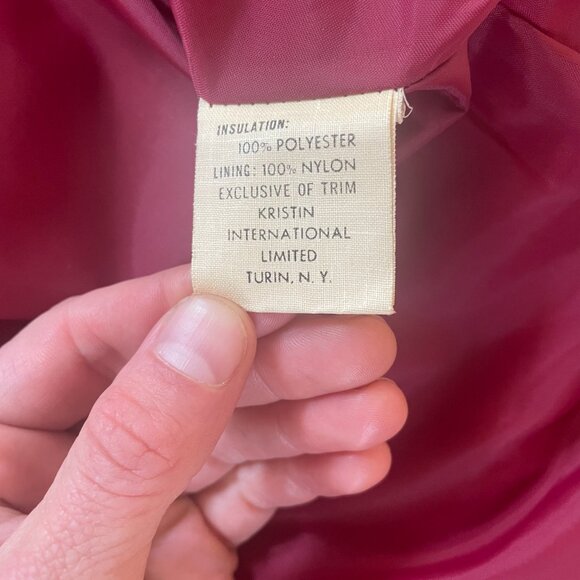 INSULATION:
100% POLYESTER
LINING: 100% NYLON
EXCLUSIVE OF TRIM
KRISTIN
INTERNATIONAL
LIMITED
TURIN, N. Y.